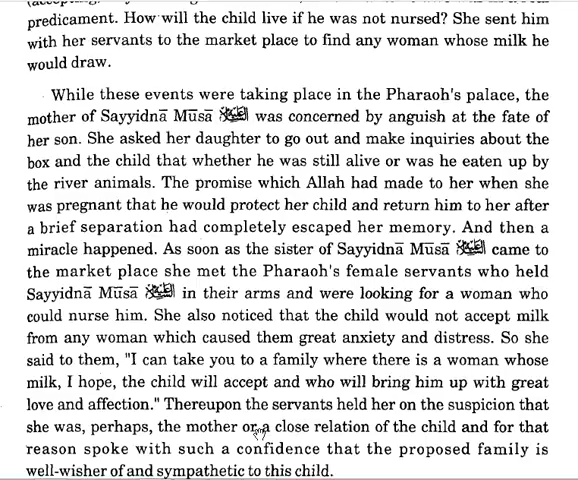 predicament. How will the child live if he was not nursed? She sent him
with her servants to the market place to find any woman whose milk he
would draw.
While these events were taking place in the Pharaoh's palace, the
mother of Sayyidnā Mūsā was concerned by anguish at the fate of
her son. She asked her daughter to go out and make inquiries about the
box and the child that whether he was still alive or was he eaten up by
the river animals. The promise which Allah had made to her when she
was pregnant that he would protect her child and return him to her after
a brief separation had completely escaped her memory. And then a
miracle happened. As soon as the sister of Sayyidnā Mūsā came to
the market place she met the Pharaoh's female servants who held
Sayyidnā Mūsā in their arms and were looking for a woman who
could nurse him. She also noticed that the child would not accept milk
from any woman which caused them great anxiety and distress. So she
said to them, "I can take you to a family where there is a woman whose
milk, I hope, the child will accept and who will bring him up with great
love and affection." Thereupon the servants held her on the suspicion that
she was, perhaps, the mother or a close relation of the child and for that
reason spoke with such a confidence that the proposed family is
well-wisher of and sympathetic to this child.